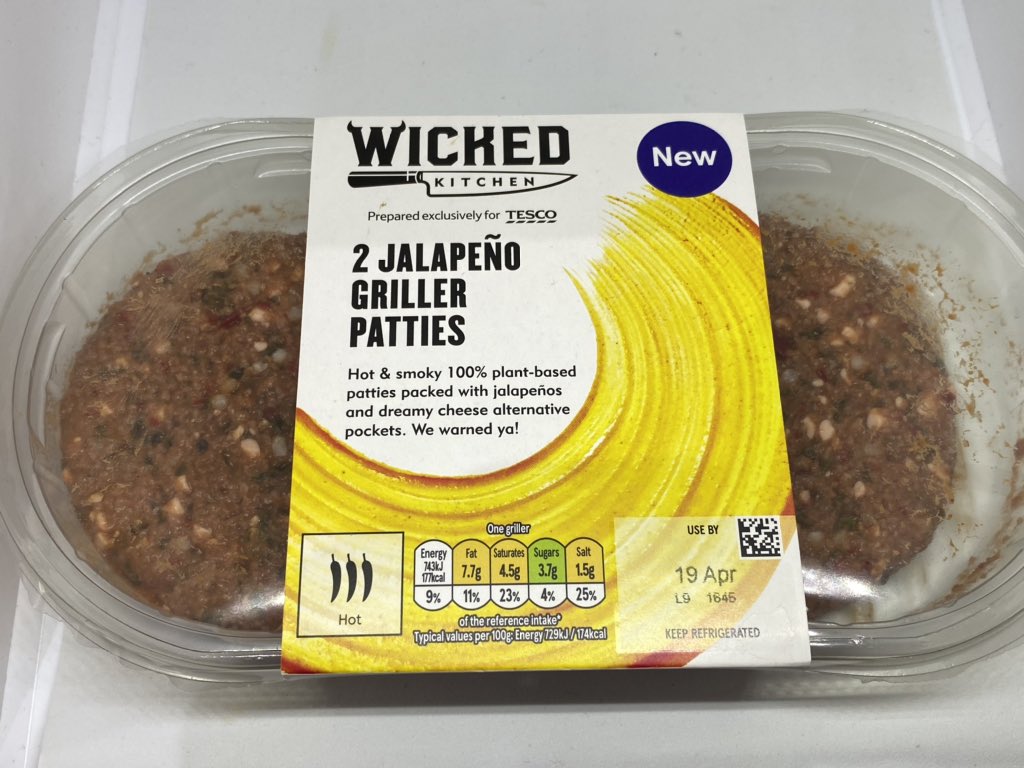 WICKED
KITCHEN
New
Prepared exclusively for TESCO
2 JALAPEÑO
GRILLER
PATTIES
Hot & smoky 100% plant-based
patties packed with jalapeños
and dreamy cheese alternative
pockets. We warned ya!
Hot
One griller
Energy 743kJ 177kcal 9%
Fat 7.7g 11%
Saturates 4.5g 23%
Sugars 3.7g 4%
Salt 1.5g 25%
of the reference intake*
Typical values per 100g: Energy 729kJ / 174kcal
USE BY
19 Apr
L9 1645
KEEP REFRIGERATED